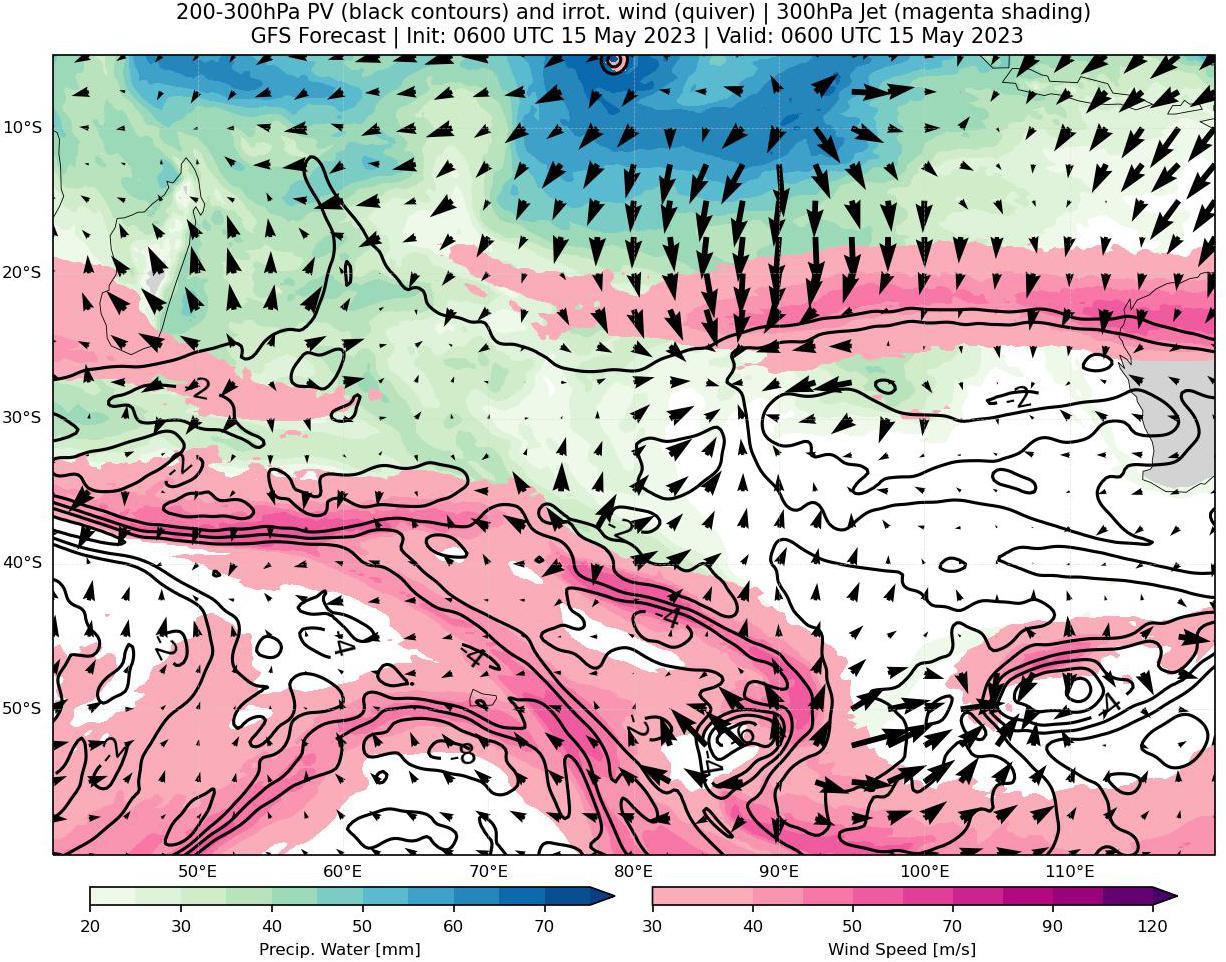 200-300hPa PV (black contours) and irrot. wind (quiver) | 300hPa Jet (magenta shading)
GFS Forecast | Init: 0600 UTC 15 May 2023 | Valid: 0600 UTC 15 May 2023
10°S
20°S
-2
-2
30°S
-2
-2
40°S
-4
-2
-4
-4
50°S
-4
-2
-2
-8
-4
50°E 60°E 70°E 80°E 90°E 100°E 110°E
20 30 40 50 60 70
Precip. Water [mm]
30 40 50 70 90 120
Wind Speed [m/s]